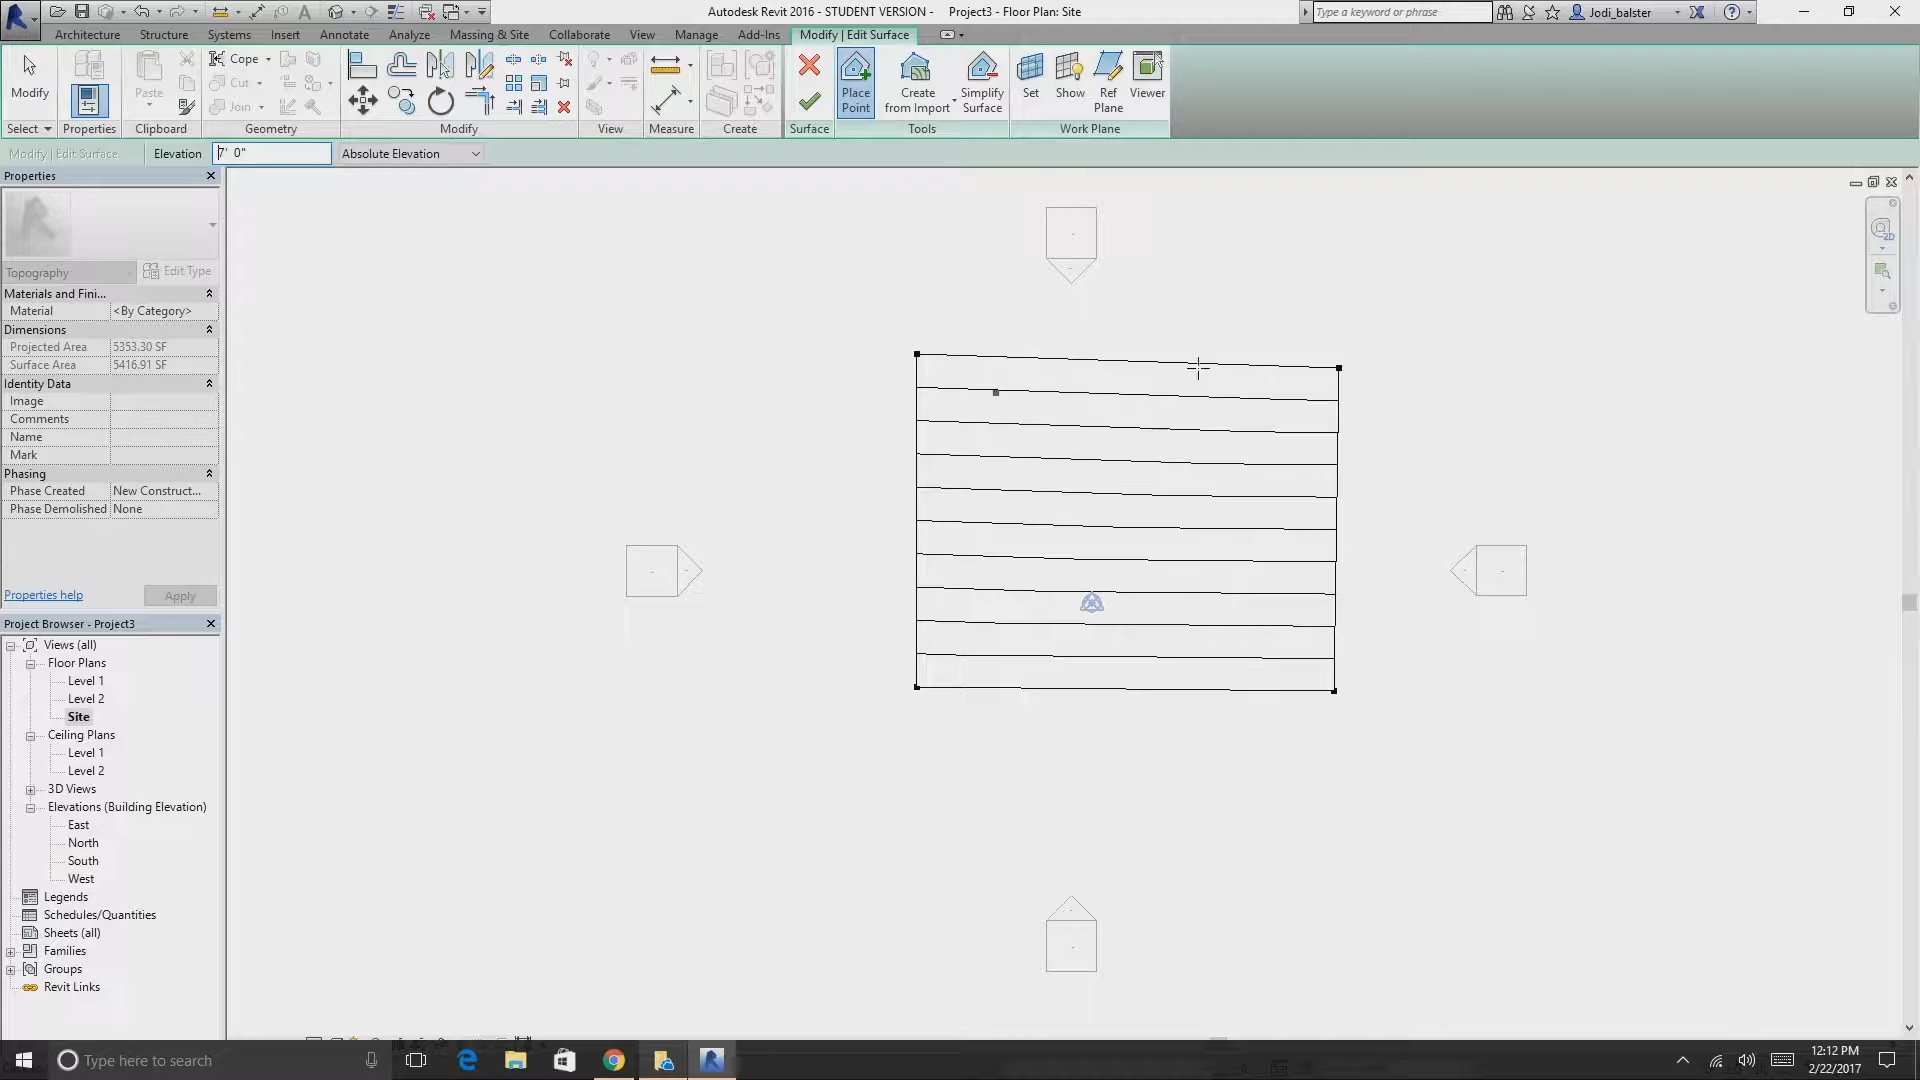 Autodesk Revit 2016 - STUDENT VERSION - Project3 - Floor Plan: Site
Type a keyword or phrase
Jodi_balster
Architecture Structure Systems Insert Annotate Analyze Massing & Site Collaborate View Manage Add-Ins Modify | Edit Surface
Modify
Paste
Cope
Cut
Join
Place Point
Create from Import
Simplify Surface
Set
Show
Ref Plane
Viewer
Select Properties Clipboard Geometry Modify View Measure Create Surface Tools Work Plane
Modify | Edit Surface Elevation 7' 0" Absolute Elevation
Properties
Topography Edit Type
Materials and Fini...
Material <By Category>
Dimensions
Projected Area 5353.30 SF
Surface Area 5416.91 SF
Identity Data
Image
Comments
Name
Mark
Phasing
Phase Created New Construct...
Phase Demolished None
Properties help Apply
Project Browser - Project3
Views (all)
Floor Plans
Level 1
Level 2
Site
Ceiling Plans
Level 1
Level 2
3D Views
Elevations (Building Elevation)
East
North
South
West
Legends
Schedules/Quantities
Sheets (all)
Families
Groups
Revit Links
2D
Type here to search
12:12 PM
2/22/2017